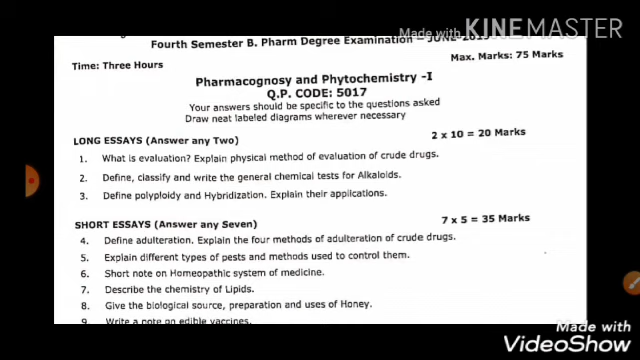 Made with KINEMASTER
Fourth Semester B. Pharm Degree Examination – JUNE-2019
Time: Three Hours
Max. Marks: 75 Marks
Pharmacognosy and Phytochemistry -I
Q.P. CODE: 5017
Your answers should be specific to the questions asked
Draw neat labeled diagrams wherever necessary
LONG ESSAYS (Answer any Two)
2 x 10 = 20 Marks
1. What is evaluation? Explain physical method of evaluation of crude drugs.
2. Define, classify and write the general chemical tests for Alkaloids.
3. Define polyploidy and Hybridization. Explain their applications.
SHORT ESSAYS (Answer any Seven)
7 x 5 = 35 Marks
4. Define adulteration. Explain the four methods of adulteration of crude drugs.
5. Explain different types of pests and methods used to control them.
6. Short note on Homeopathic system of medicine.
7. Describe the chemistry of Lipids.
8. Give the biological source, preparation and uses of Honey.
9. Write a note on edible vaccines.
Made with
VideoShow